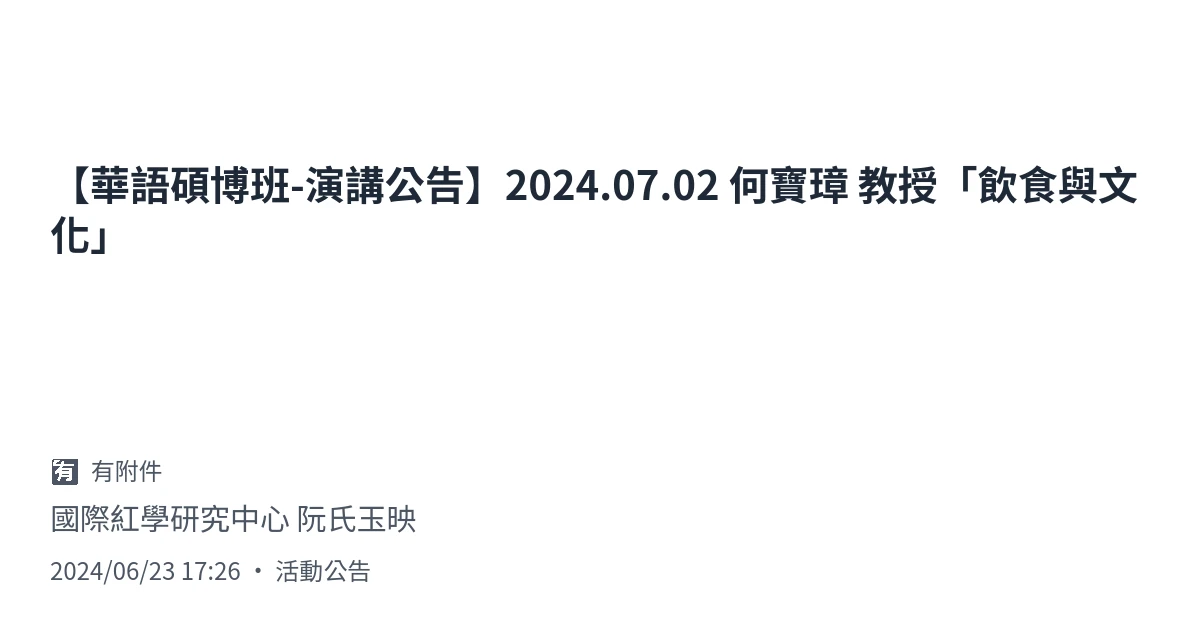 【華語碩博班-演講公告】2024.07.02 何寶璋 教授「飲食與文
化」
有 有附件
國際紅學研究中心 阮氏玉映
2024/06/23 17:26 · 活動公告